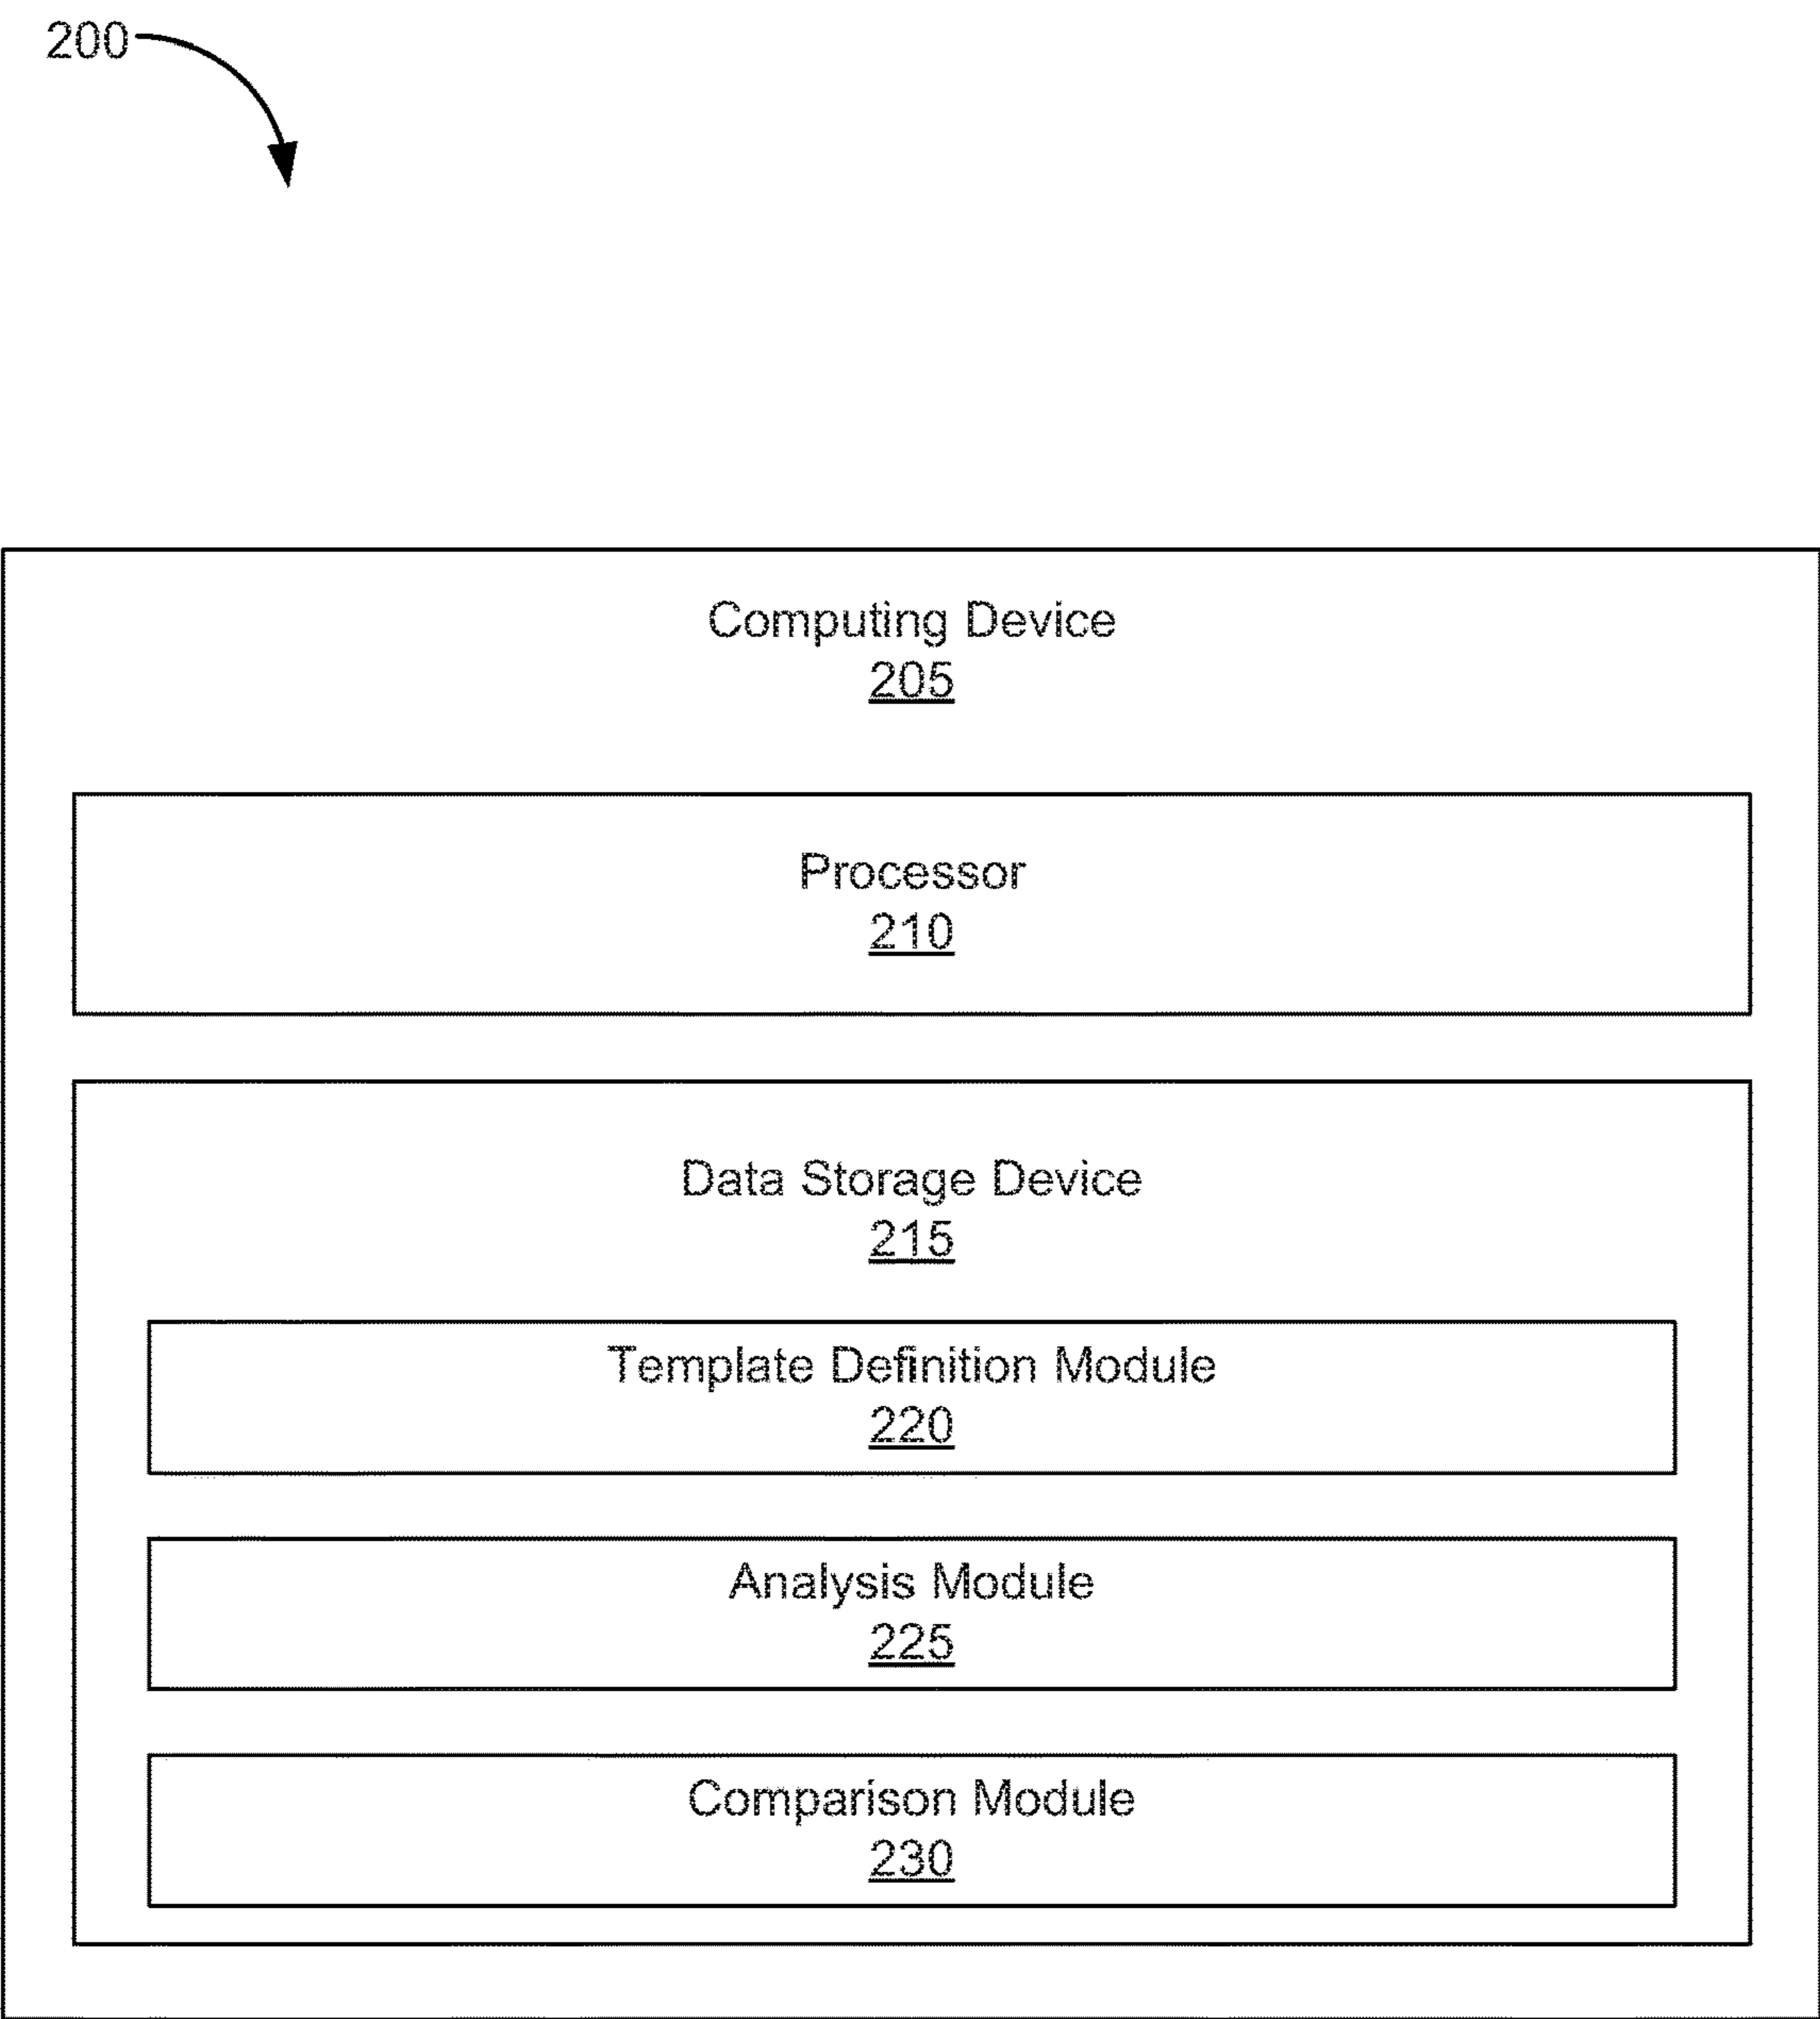 200
Computing Device
205
Processor
210
Data Storage Device
215
Template Definition Module
220
Analysis Module
225
Comparison Module
230